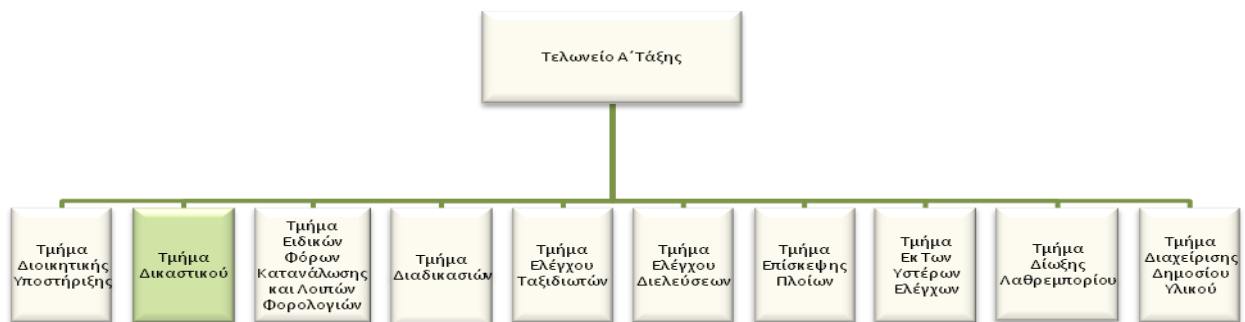 Τελωνείο Α΄Τάξης
Τμήμα
Διοικητικής
Υποστήριξης
Τμήμα
Δικαστικού
Τμήμα
Ειδικών
Φόρων
Κατανάλωσης
και Λοιπών
Φορολογιών
Τμήμα
Διαδικασιών
Τμήμα
Ελέγχου
Ταξιδιωτών
Τμήμα
Ελέγχου
Διελεύσεων
Τμήμα
Επίσκεψης
Πλοίων
Τμήμα
Εκ Των
Υστέρων
Ελέγχων
Τμήμα
Δίωξης
Λαθρεμπορίου
Τμήμα
Διαχείρισης
Δημοσίου
Υλικού